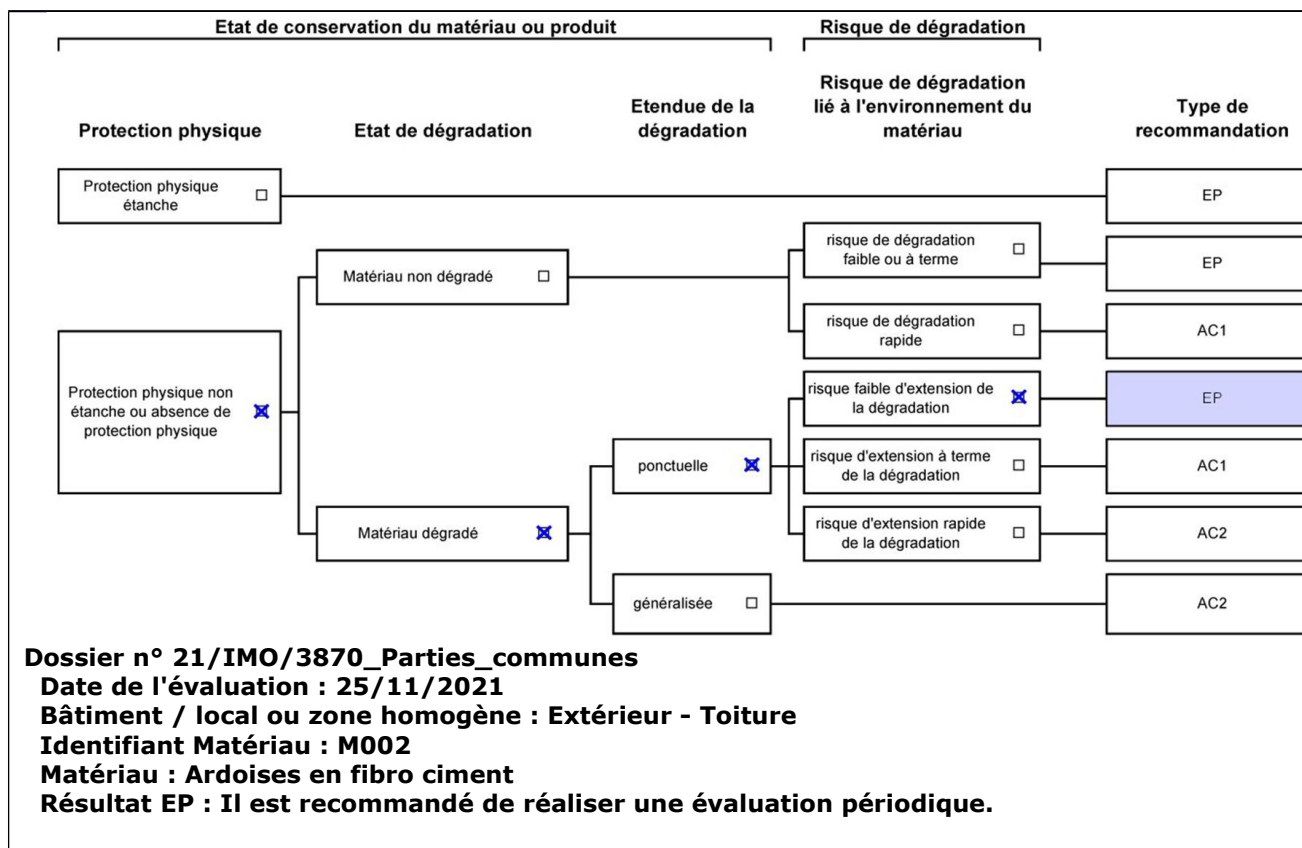 Etat de conservation du matériau ou produit
Risque de dégradation
Protection physique
Etat de dégradation
Etendue de la
dégradation
Risque de dégradation
lié à l'environnement du
matériau
Type de
recommandation
Protection physique
étanche
EP
Matériau non dégradé
risque de dégradation
faible ou à terme
EP
risque de dégradation
rapide
AC1
Protection physique non
étanche ou absence de
protection physique
risque faible d'extension de
la dégradation
EP
ponctuelle
risque d'extension à terme
de la dégradation
AC1
Matériau dégradé
risque d'extension rapide
de la dégradation
AC2
généralisée
AC2
Dossier n° 21/IMO/3870_Parties_communes
Date de l'évaluation : 25/11/2021
Bâtiment / local ou zone homogène : Extérieur - Toiture
Identifiant Matériau : M002
Matériau : Ardoises en fibro ciment
Résultat EP : Il est recommandé de réaliser une évaluation périodique.